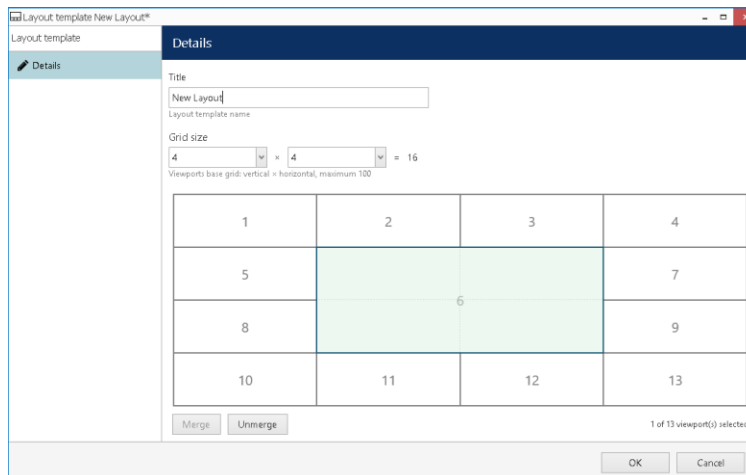 Layout template New Layout*
Layout template
Details
Details
Title
New Layout
Layout template name
Grid size
4 × 4 = 16
Viewports base grid: vertical × horizontal, maximum 100
1 2 3 4
5 7
6
8 9
10 11 12 13
Merge Unmerge 1 of 13 viewport(s) selected
OK Cancel